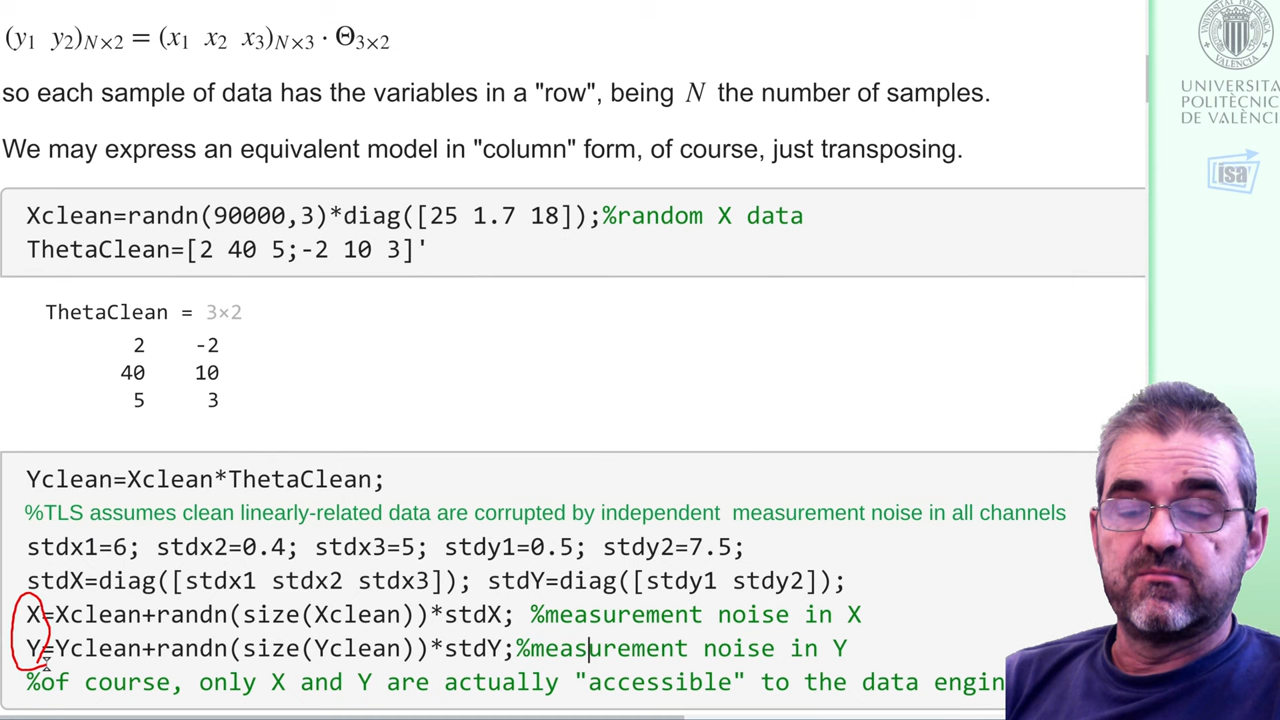 (y₁ y₂)N×2 = (x₁ x₂ x₃)N×3 · Θ3×2
so each sample of data has the variables in a "row", being N the number of samples.
We may express an equivalent model in "column" form, of course, just transposing.
Xclean=randn(90000,3)*diag([25 1.7 18]);%random X data
ThetaClean=[2 40 5;-2 10 3]'
ThetaClean = 3×2
2 -2
40 10
5 3
Yclean=Xclean*ThetaClean;
%TLS assumes clean linearly-related data are corrupted by independent measurement noise in all channels
stdx1=6; stdx2=0.4; stdx3=5; stdy1=0.5; stdy2=7.5;
stdX=diag([stdx1 stdx2 stdx3]); stdY=diag([stdy1 stdy2]);
X=Xclean+randn(size(Xclean))*stdX; %measurement noise in X
Y=Yclean+randn(size(Yclean))*stdY;%measurement noise in Y
%of course, only X and Y are actually "accessible" to the data engin
UNIVERSITA
POLITÈCNIC
DE VALÈNCI
isa